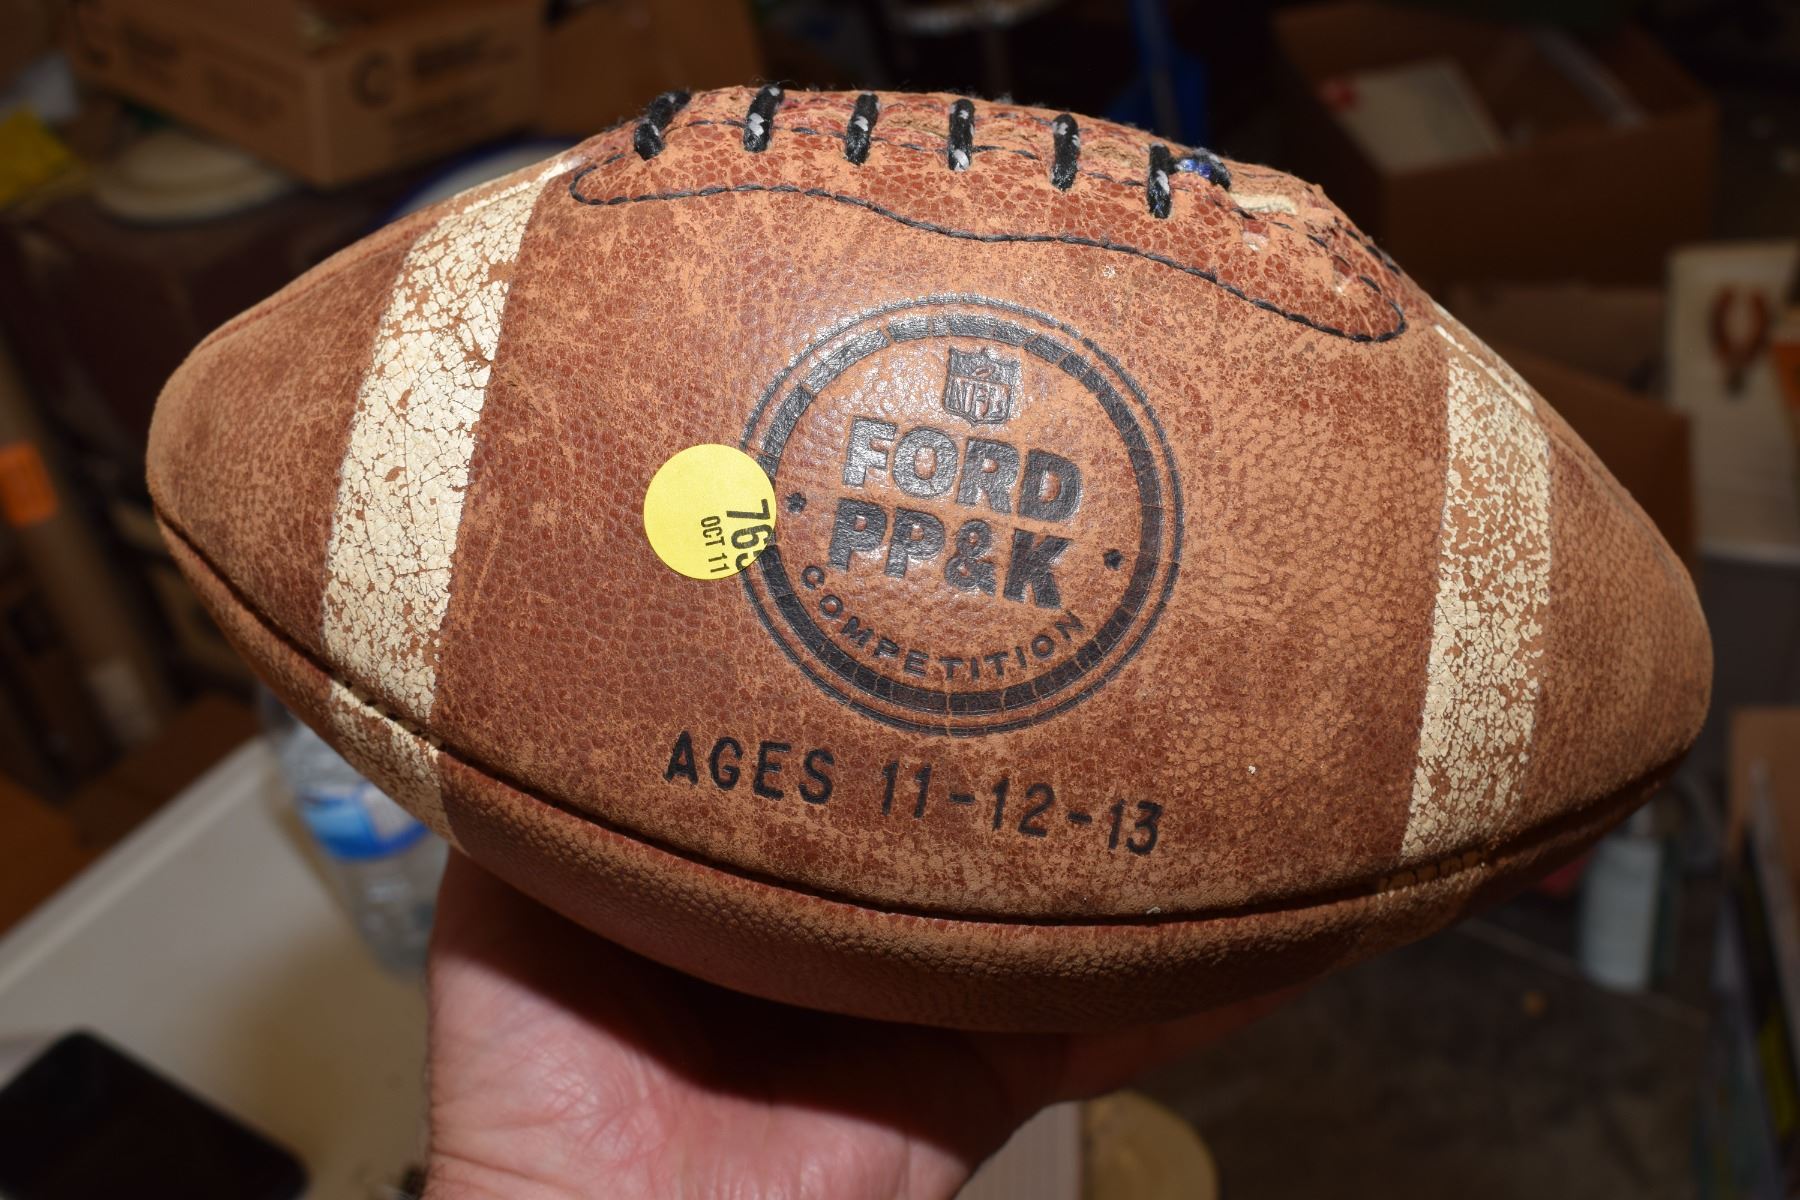 NFL
FORD
PP&K
COMPETITION
AGES 11-12-13
OCT 11